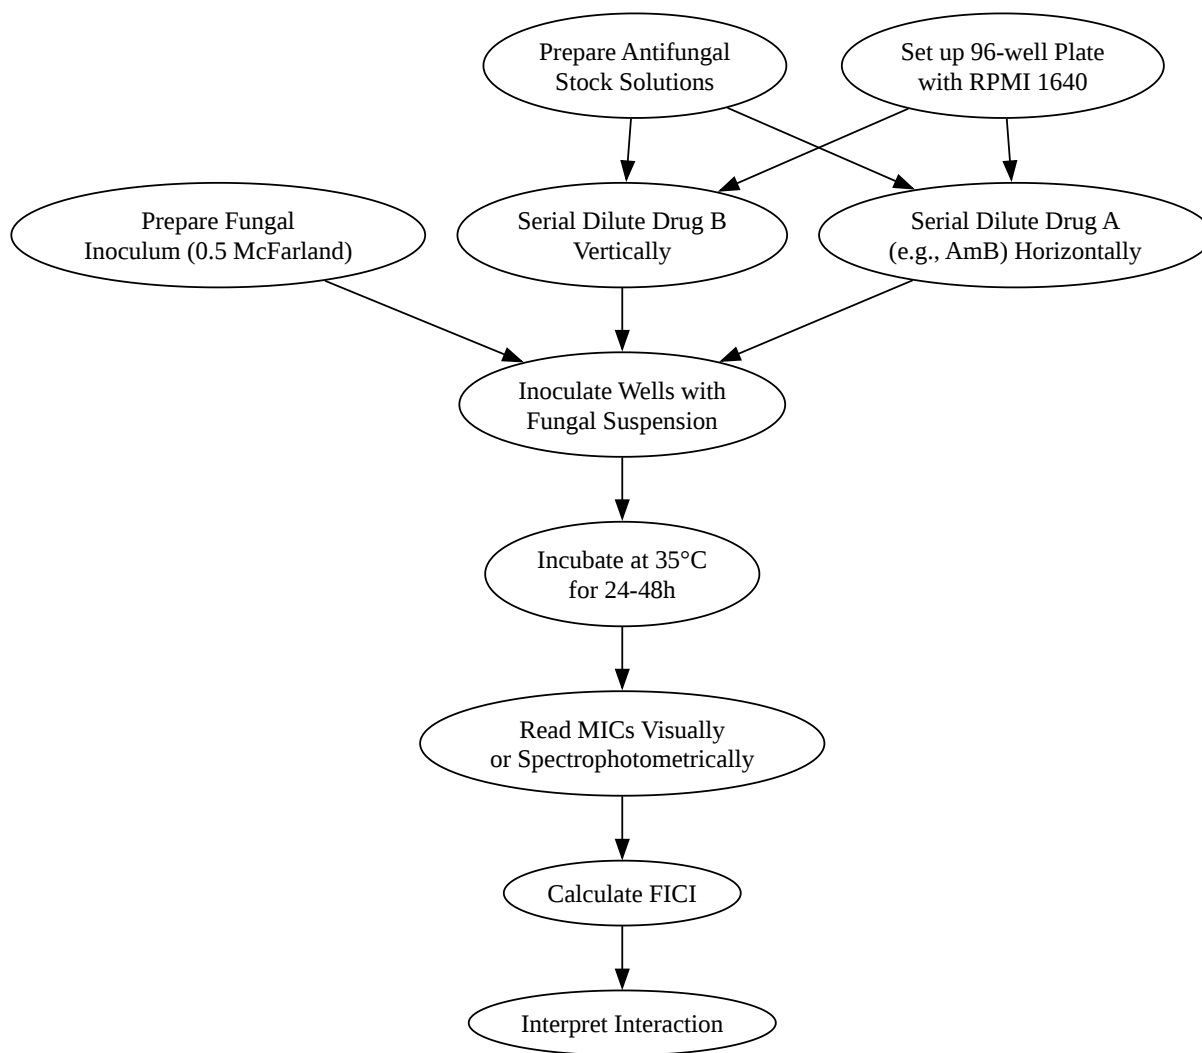 Prepare Antifungal
Stock Solutions
Set up 96-well Plate
with RPMI 1640
Prepare Fungal
Inoculum (0.5 McFarland)
Serial Dilute Drug B
Vertically
Serial Dilute Drug A
(e.g., AmB) Horizontally
Inoculate Wells with
Fungal Suspension
Incubate at 35°C
for 24-48h
Read MICs Visually
or Spectrophotometrically
Calculate FICI
Interpret Interaction